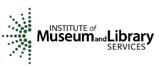 INSTITUTE of
Museum and Library
SERVICES